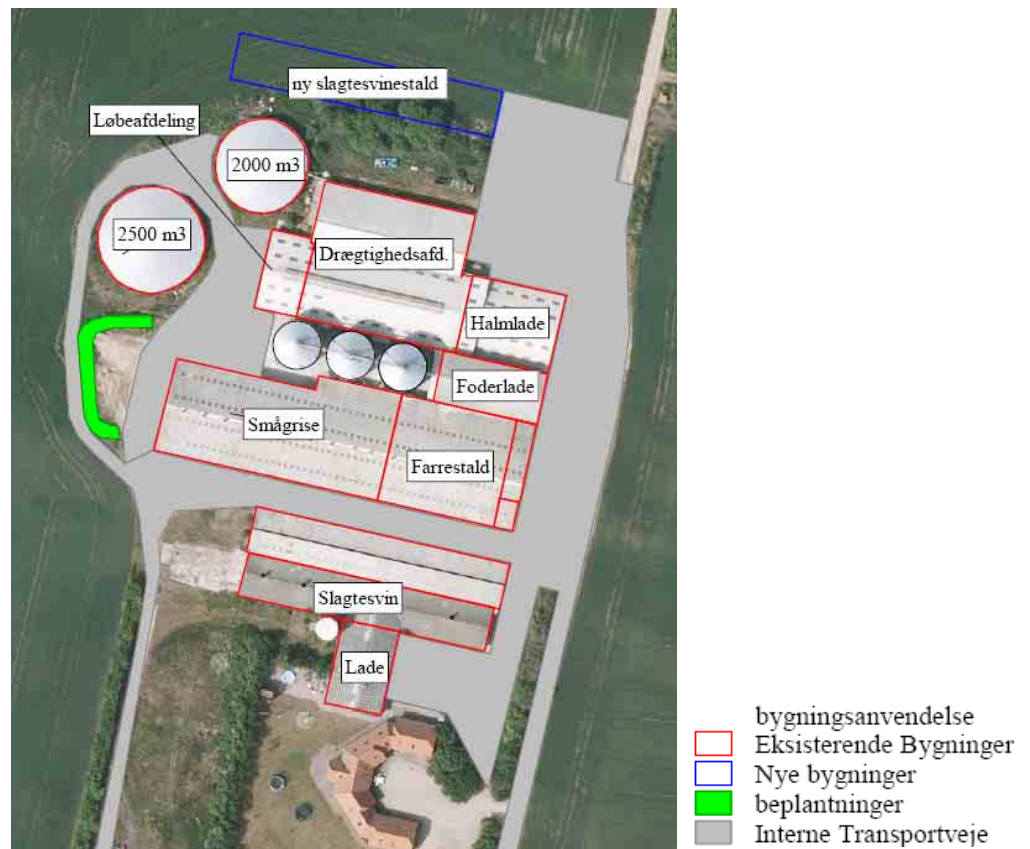 ny slagtesvinestald
Løbeafdeling
2000 m3
2500 m3
Drægtighedsafd.
Halmlade
Foderlade
Smågrise
Farrestald
Slagtesvin
Lade
bygningsanvendelse
Eksisterende Bygninger
Nye bygninger
beplantninger
Interne Transportveje